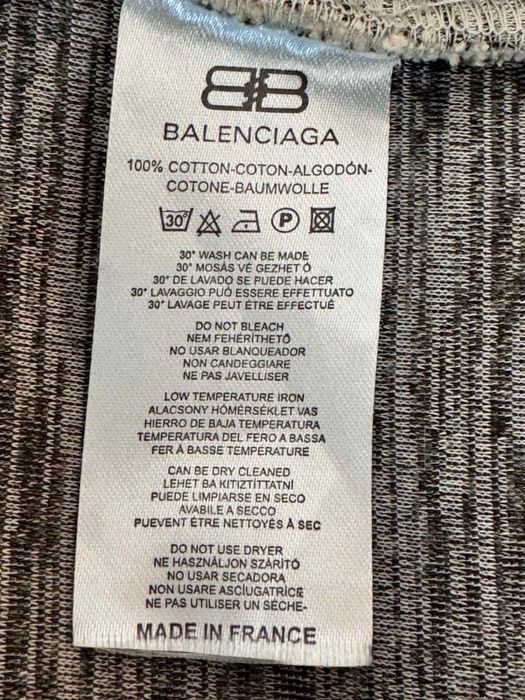 BB
BALENCIAGA
100% COTTON-COTON-ALGODÓN-
COTONE-BAUMWOLLE
30° P
30° WASH CAN BE MADE
30° MOSÁS VÉ GEZHET Ó
30° DE LAVADO SE PUEDE HACER
30° LAVAGGIO PUÓ ESSERE EFFETTUATO
30° LAVAGE PEUT ÉTRE EFFECTUÉ
DO NOT BLEACH
NEM FEHÉRÍTHETŐ
NO USAR BLANQUEADOR
NON CANDEGGIARE
NE PAS JAVELLISER
LOW TEMPERATURE IRON
ALACSONY HÓMÉRSÉKLET VAS
HIERRO DE BAJA TEMPERATURA
TEMPERATURA DEL FERO A BASSA
FER Á BASSE TEMPÉRATURE
CAN BE DRY CLEANED
LEHET BA KITIZTÍTTATNI
PUEDE LIMPIARSE EN SECO
AVABILE A SECCO
PUEVENT ÉTRE NETTOYÉS À SEC
DO NOT USE DRYER
NE HASZNÁLJON SZÁRÍTÓ
NO USAR SECADORA
NON USARE ASCIUGATRICE
NE PAS UTILISER UN SÉCHE-
MADE IN FRANCE